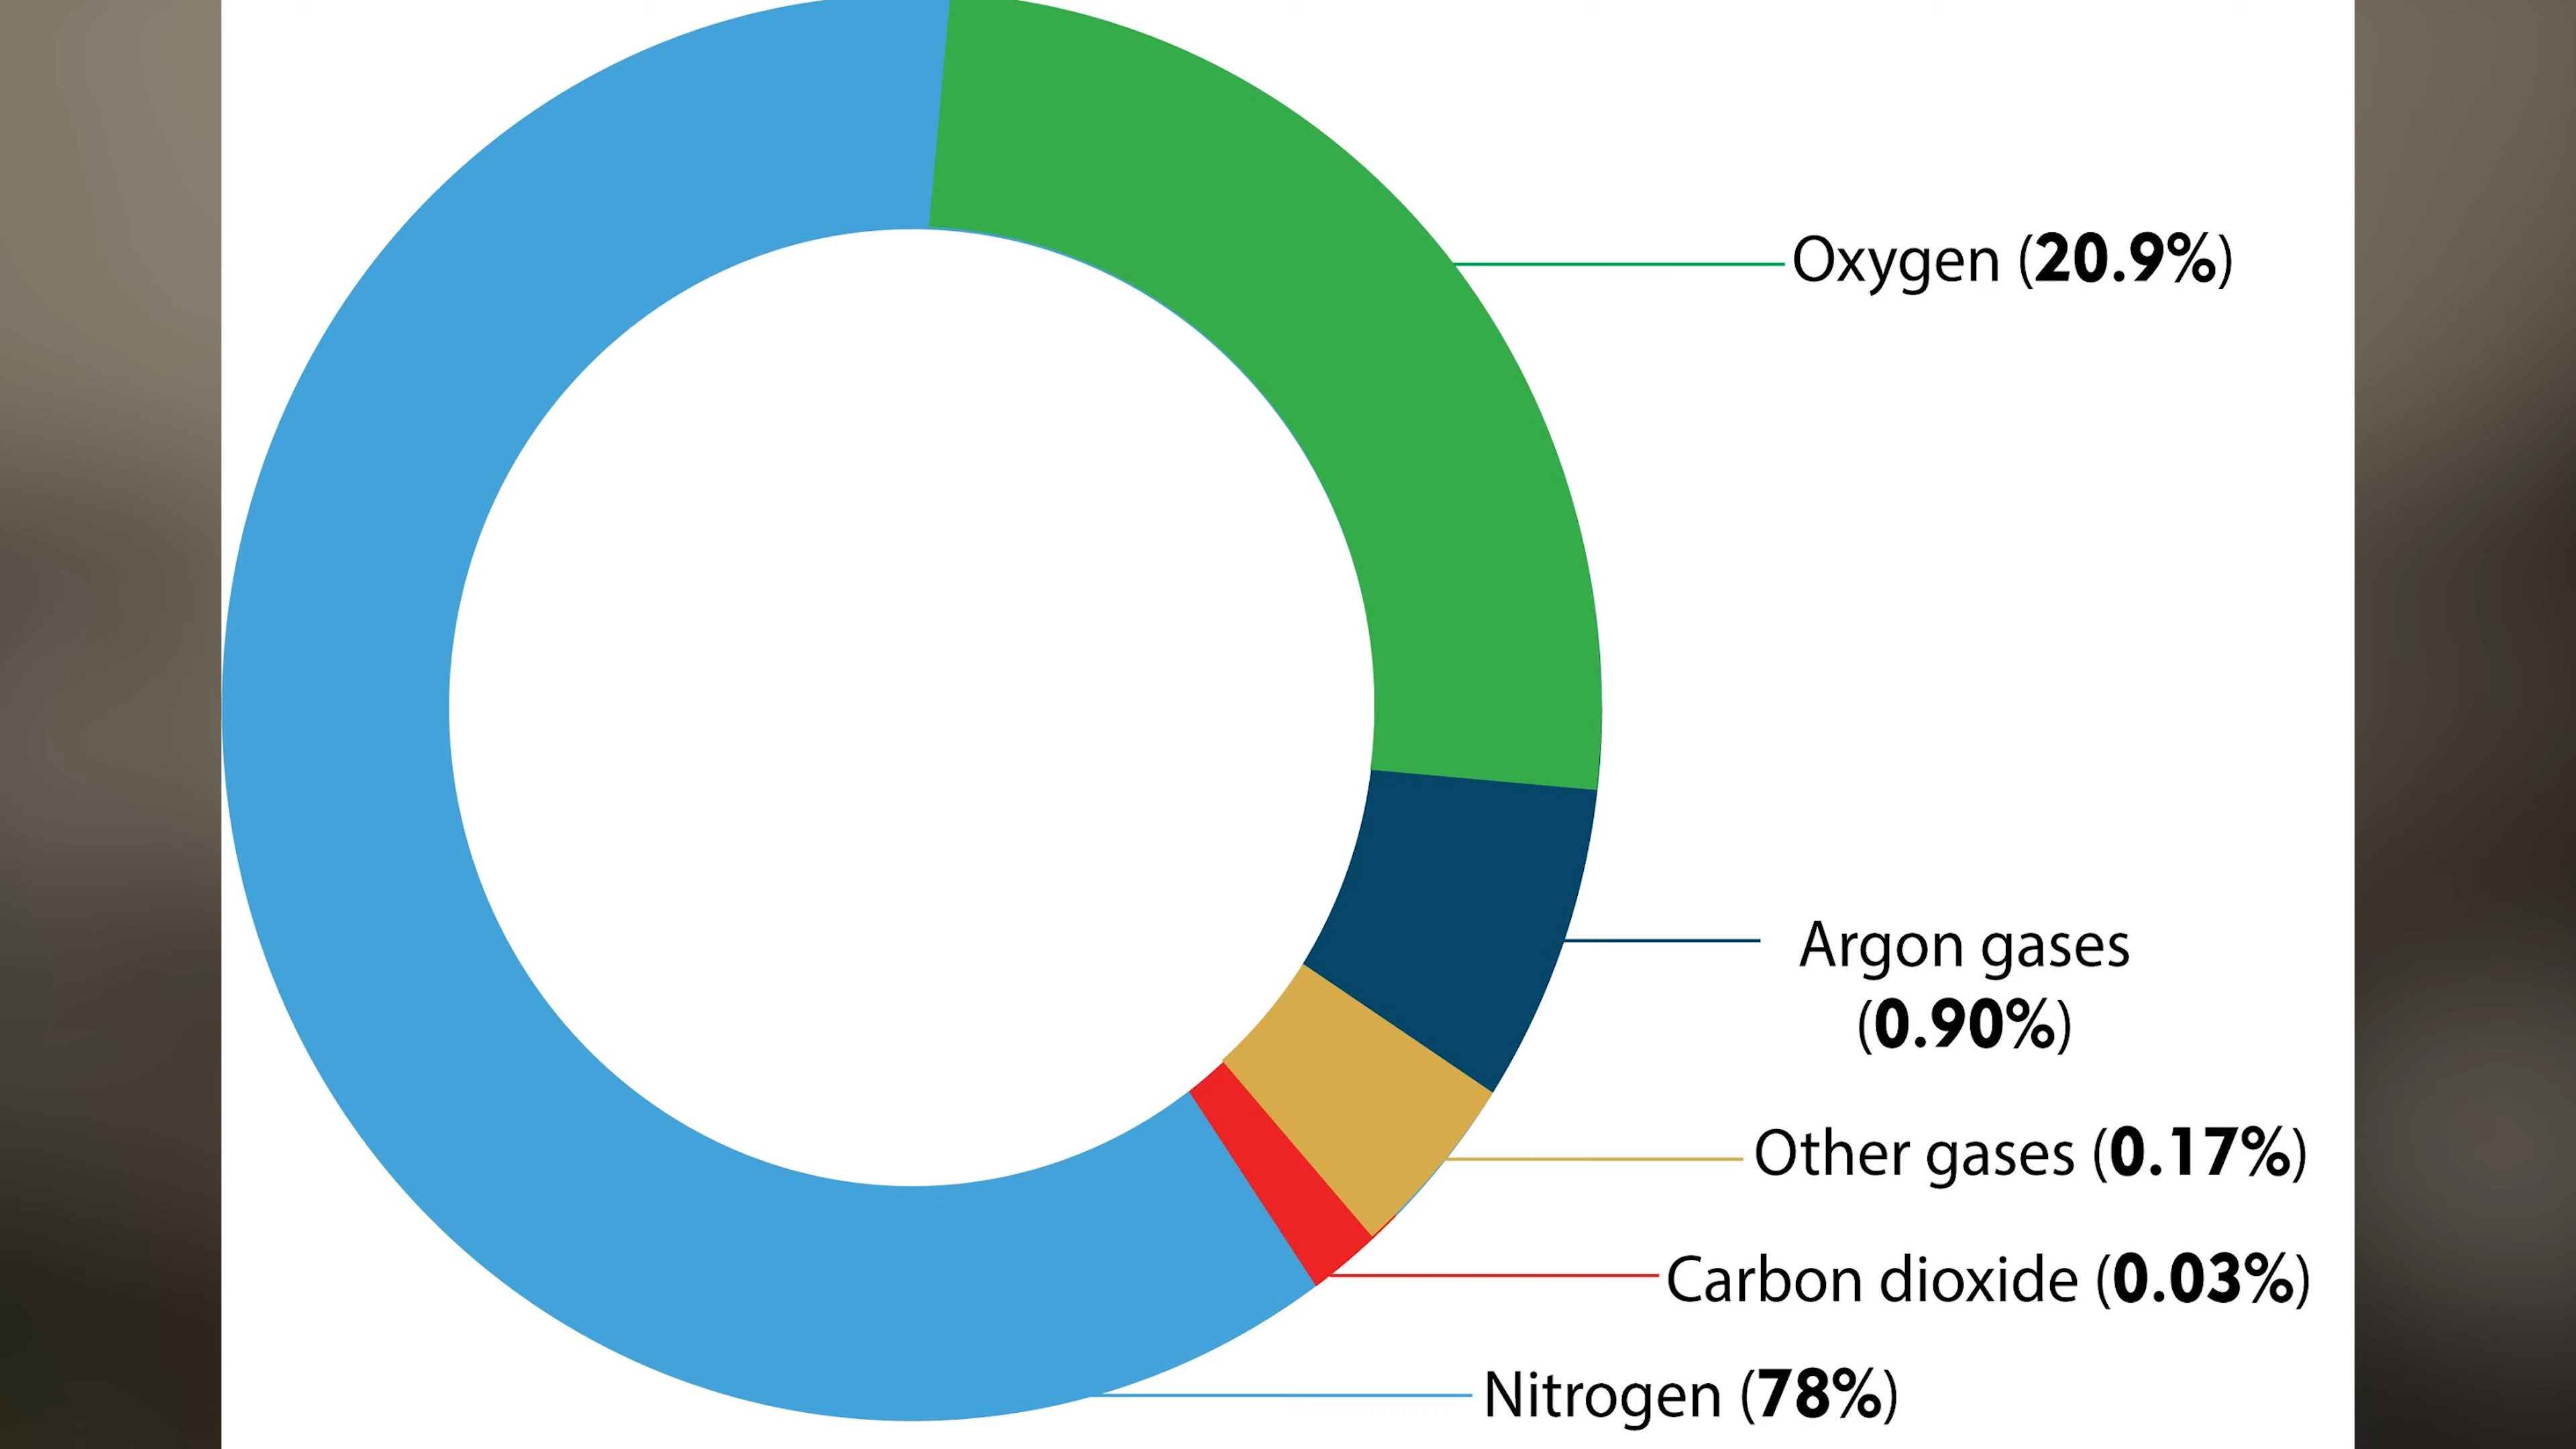 Oxygen (20.9%)
Argon gases
(0.90%)
Other gases (0.17%)
Carbon dioxide (0.03%)
Nitrogen (78%)